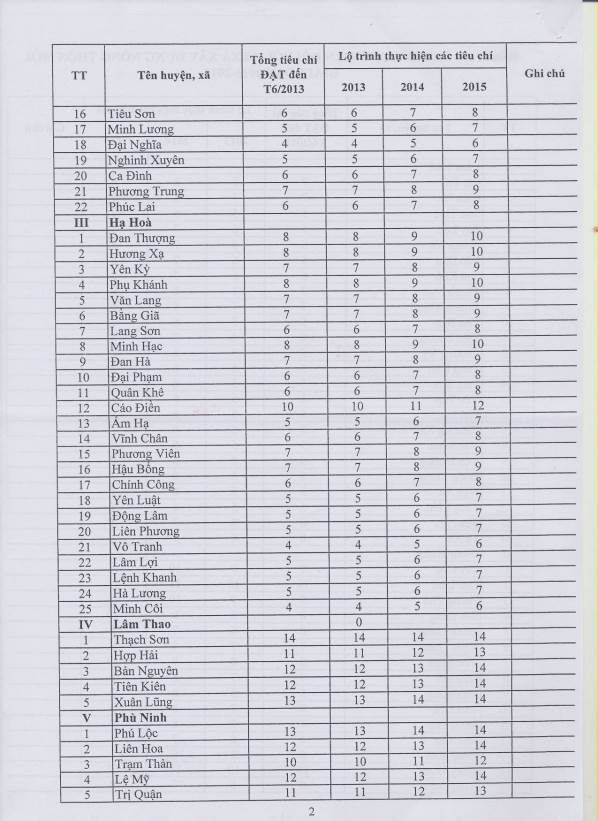 TT Tên huyện, xã Tổng tiêu chí ĐẠT đến T6/2013 Lộ trình thực hiện các tiêu chí Ghi chú
2013 2014 2015
16 Tiêu Sơn 6 6 7 8
17 Minh Lương 5 5 6 7
18 Đại Nghĩa 4 4 5 6
19 Nghinh Xuyên 5 5 6 7
20 Ca Đình 6 6 7 8
21 Phương Trung 7 7 8 9
22 Phúc Lai 6 6 7 8
III Hạ Hoà
1 Đan Thượng 8 8 9 10
2 Hương Xạ 8 8 9 10
3 Yên Kỳ 7 7 8 9
4 Phụ Khánh 8 8 9 10
5 Văn Lang 7 7 8 9
6 Bằng Giã 7 7 8 9
7 Lang Sơn 6 6 7 8
8 Minh Hạc 8 8 9 10
9 Đan Hà 7 7 8 9
10 Đại Phạm 6 6 7 8
11 Quân Khê 6 6 7 8
12 Cáo Điền 10 10 11 12
13 Ấm Hạ 5 5 6 7
14 Vĩnh Chân 6 6 7 8
15 Phương Viên 7 7 8 9
16 Hậu Bổng 7 7 8 9
17 Chính Công 6 6 7 8
18 Yên Luật 5 5 6 7
19 Động Lâm 5 5 6 7
20 Liên Phương 5 5 6 7
21 Vô Tranh 4 4 5 6
22 Lâm Lợi 5 5 6 7
23 Lệnh Khanh 5 5 6 7
24 Hà Lương 5 5 6 7
25 Minh Côi 4 4 5 6
IV Lâm Thao 0
1 Thạch Sơn 14 14 14 14
2 Hợp Hải 11 11 12 13
3 Bản Nguyên 12 12 13 14
4 Tiên Kiên 12 12 13 14
5 Xuân Lũng 13 13 14 14
V Phù Ninh
1 Phú Lộc 13 13 14 14
2 Liên Hoa 12 12 13 14
3 Trạm Thản 10 10 11 12
4 Lệ Mỹ 12 12 13 14
5 Trị Quận 11 11 12 13
2